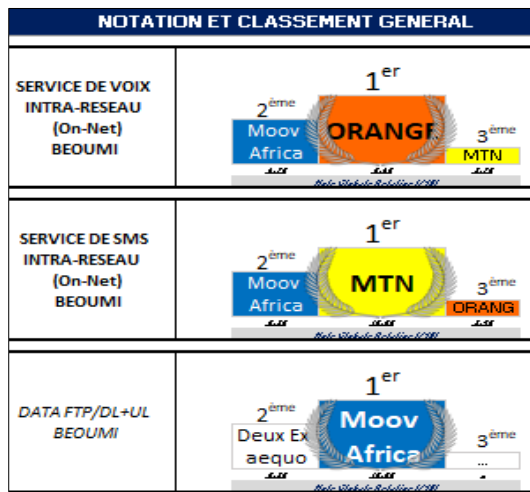 NOTATION ET CLASSEMENT GENERAL
SERVICE DE VOIX
INTRA-RESEAU
(On-Net)
BEOUMI
1er
2ème
Moov
Africa
ORANGE
3ème
MTN
SERVICE DE SMS
INTRA-RESEAU
(On-Net)
BEOUMI
1er
2ème
Moov
Africa
MTN
3ème
ORANG
DATA FTP/DL+UL
BEOUMI
1er
2ème
Deux Ex
aequo
Moov
Africa
3ème
...